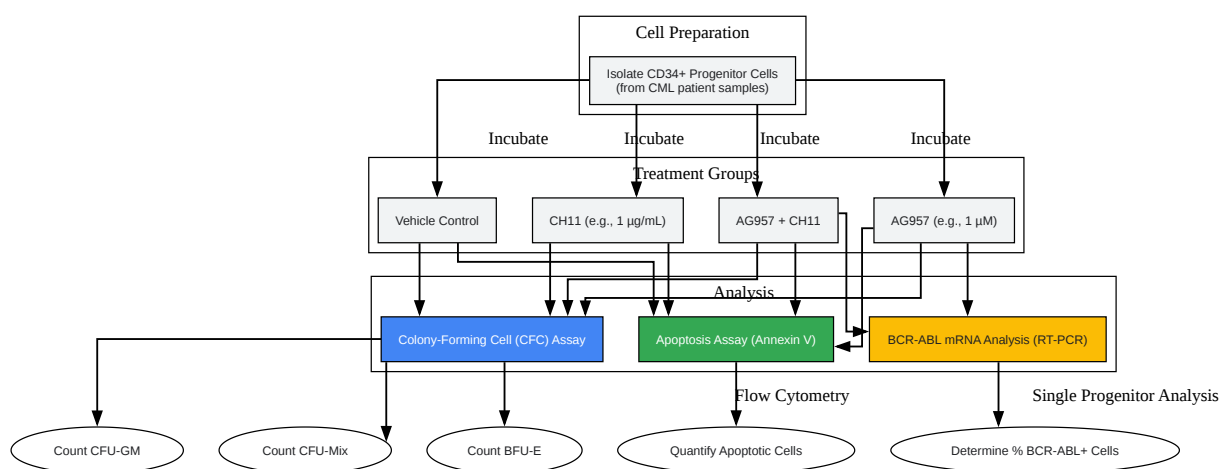 Cell Preparation
Isolate CD34+ Progenitor Cells
(from CML patient samples)
Incubate
Incubate
Incubate
Incubate
Treatment Groups
Vehicle Control
CH11 (e.g., 1 µg/mL)
AG957 + CH11
AG957 (e.g., 1 µM)
Analysis
Colony-Forming Cell (CFC) Assay
Apoptosis Assay (Annexin V)
BCR-ABL mRNA Analysis (RT-PCR)
Flow Cytometry
Single Progenitor Analysis
Count CFU-GM
Count CFU-Mix
Count BFU-E
Quantify Apoptotic Cells
Determine % BCR-ABL+ Cells